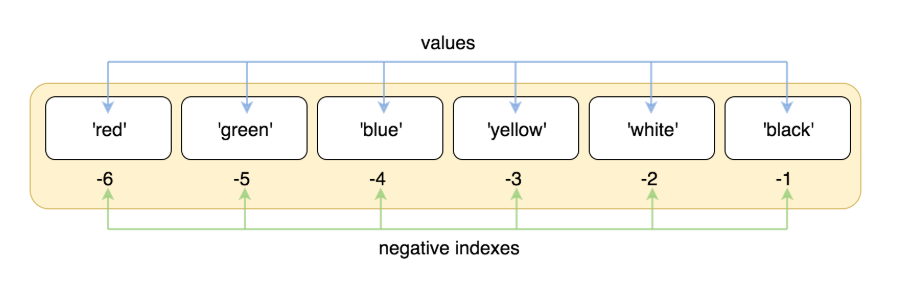 values
'red' 'green' 'blue' 'yellow' 'white' 'black'
-6 -5 -4 -3 -2 -1
negative indexes